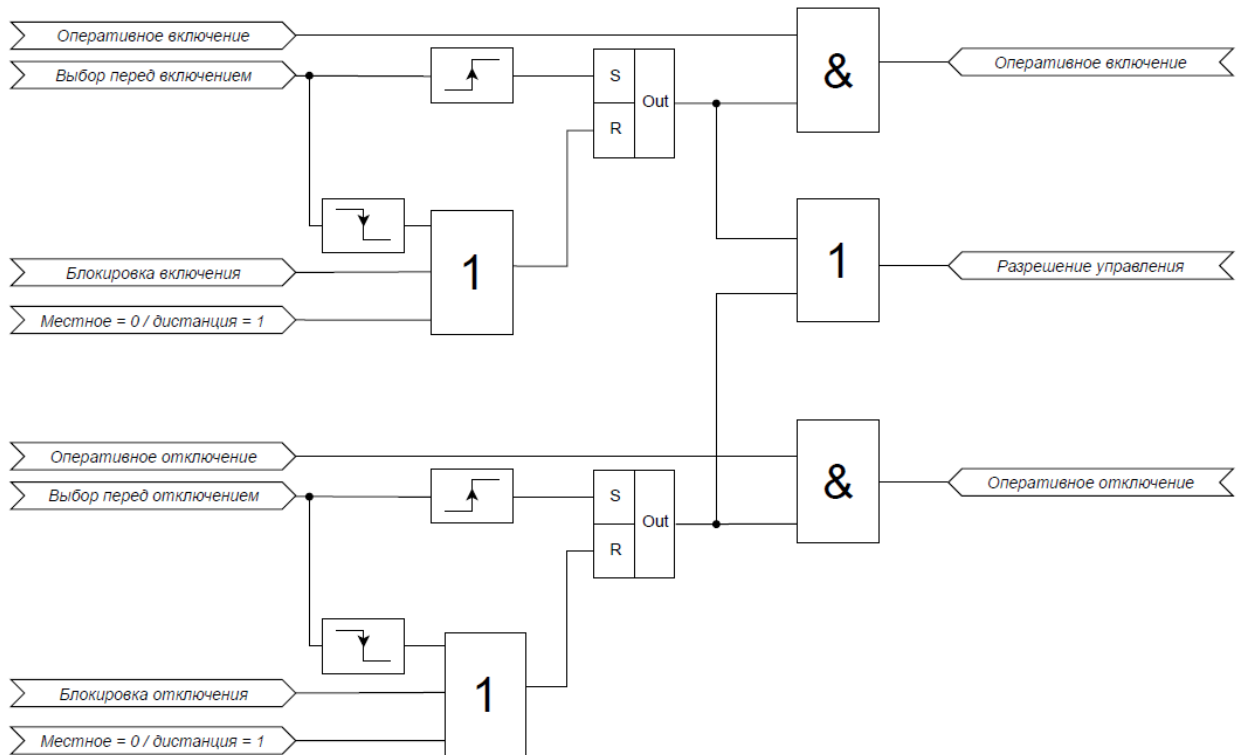 Оперативное включение
&
Оперативное включение
Выбор перед включением
S
Out
R
1
1
Блокировка включения
Разрешение управления
Местное = 0 / дистанция = 1
Оперативное отключение
&
Оперативное отключение
Выбор перед отключением
S
Out
R
1
Блокировка отключения
Местное = 0 / дистанция = 1